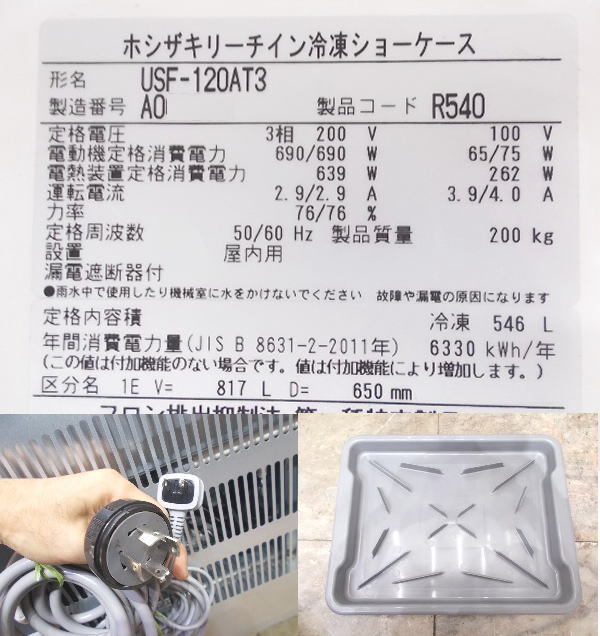 ホシザキリーチイン冷凍ショーケース
形名 USF-120AT3
製造番号 A0 製品コード R540
定格電圧 3相 200 V 100 V
電動機定格消費電力 690/690 W 65/75 W
電熱装置定格消費電力 639 W 262 W
運転電流 2.9/2.9 A 3.9/4.0 A
力率 76/76 %
定格周波数 50/60 Hz 製品質量 200 kg
設置 屋内用
漏電遮断器付
●雨水中で使用したり機械室に水をかけないでください 故障や漏電の原因になります
定格内容積 冷凍 546 L
年間消費電力量(JIS B 8631-2-2011年) 6330 kWh/年
(この値は付加機能のない場合です。値は付加機能により増加します。)
区分名 1E V= 817 L D= 650 mm